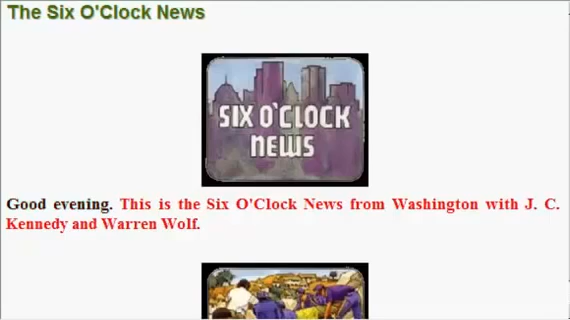 The Six O'Clock News
SIX O'CLOCK
NEWS
Good evening. This is the Six O'Clock News from Washington with J. C.
Kennedy and Warren Wolf.